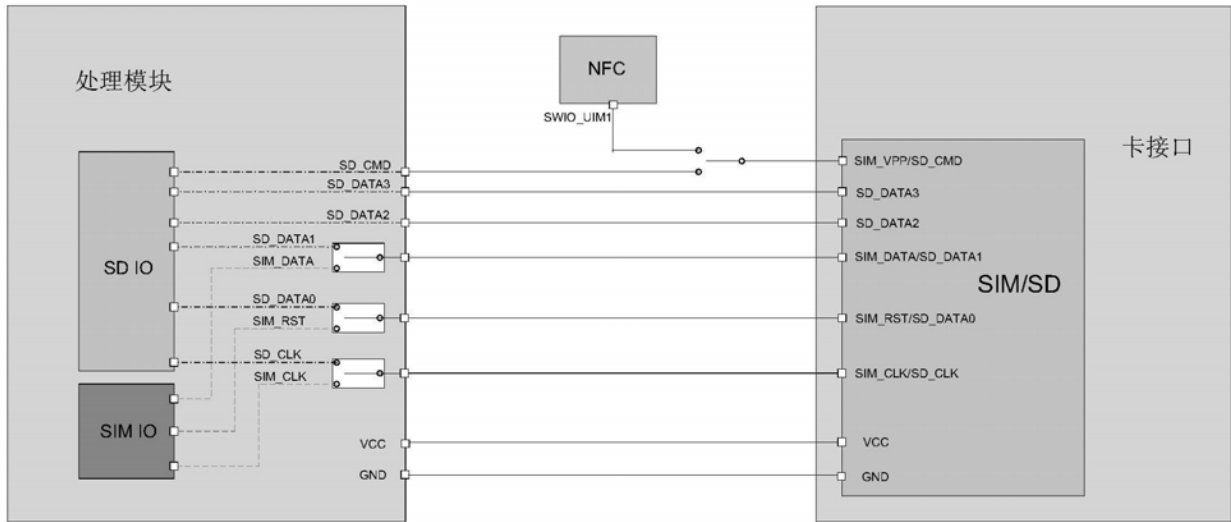 处理模块
NFC
SWIO_UIM1
卡接口
SD_CMD
SD_DATA3
SD_DATA2
SD_DATA1
SIM_DATA
SD IO
SD_DATA0
SIM_RST
SD_CLK
SIM_CLK
SIM IO
VCC
GND
SIM_VPP/SD_CMD
SD_DATA3
SD_DATA2
SIM_DATA/SD_DATA1
SIM/SD
SIM_RST/SD_DATA0
SIM_CLK/SD_CLK
VCC
GND